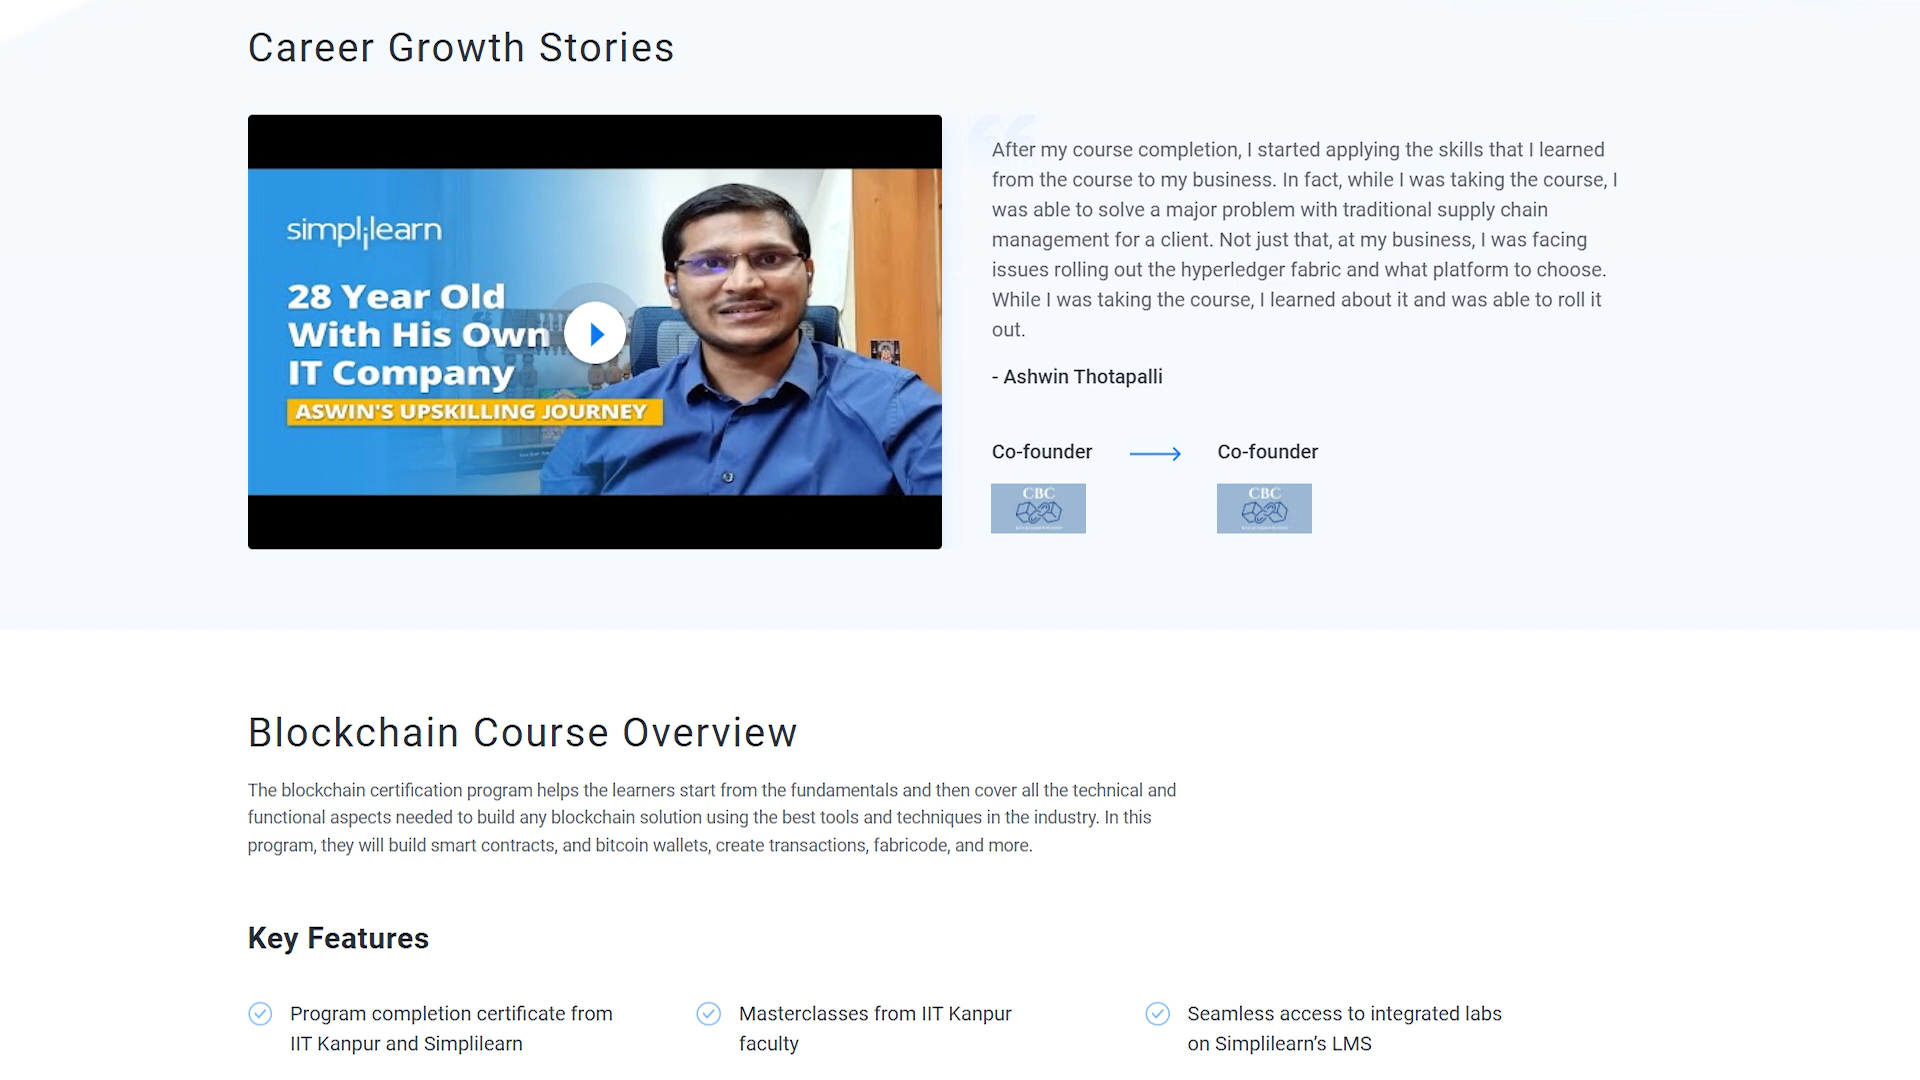 Career Growth Stories
simplilearn
28 Year Old
With His Own
IT Company
ASWIN'S UPSKILLING JOURNEY
After my course completion, I started applying the skills that I learned
from the course to my business. In fact, while I was taking the course, I
was able to solve a major problem with traditional supply chain
management for a client. Not just that, at my business, I was facing
issues rolling out the hyperledger fabric and what platform to choose.
While I was taking the course, I learned about it and was able to roll it
out.
- Ashwin Thotapalli
Co-founder
Co-founder
CBC
CBC
Blockchain Course Overview
The blockchain certification program helps the learners start from the fundamentals and then cover all the technical and
functional aspects needed to build any blockchain solution using the best tools and techniques in the industry. In this
program, they will build smart contracts, and bitcoin wallets, create transactions, fabricode, and more.
Key Features
Program completion certificate from
IIT Kanpur and Simplilearn
Masterclasses from IIT Kanpur
faculty
Seamless access to integrated labs
on Simplilearn’s LMS